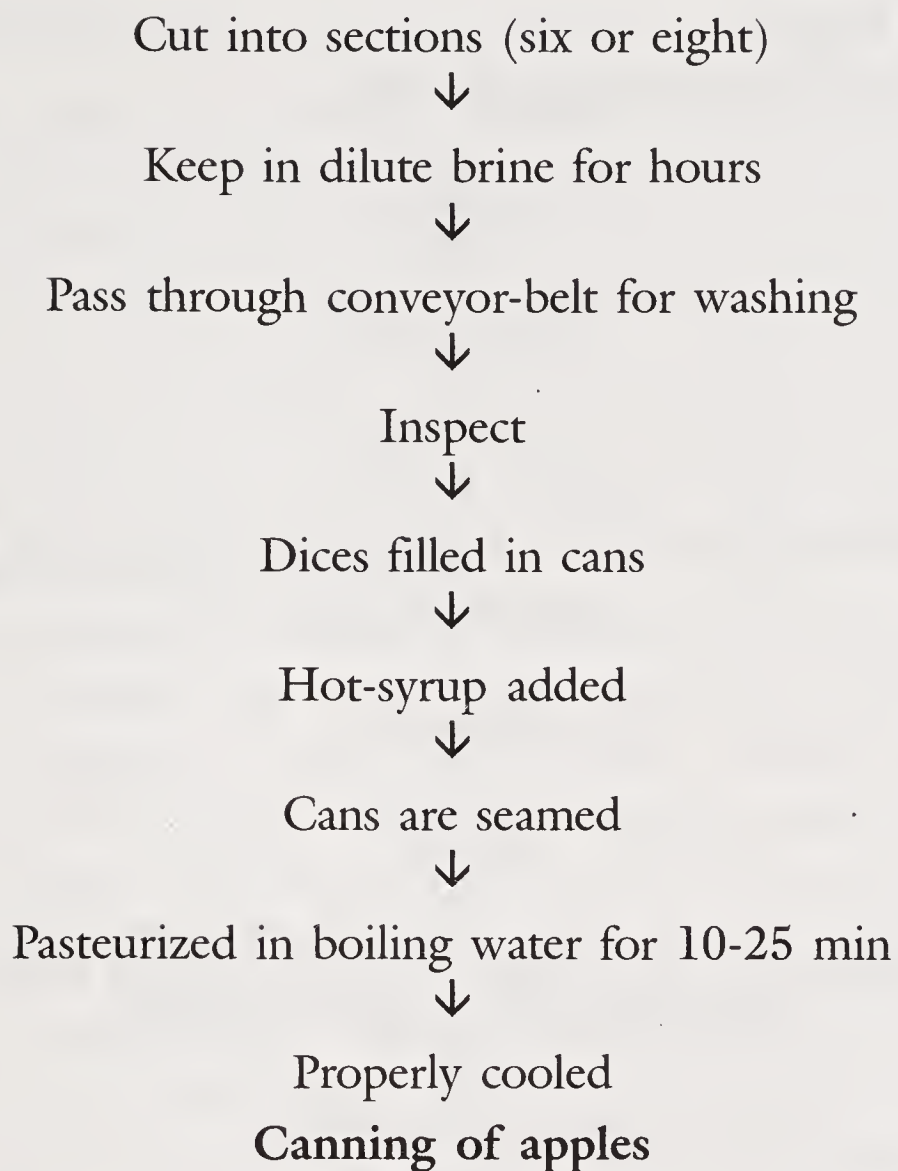 Cut into sections (six or eight)
↓
Keep in dilute brine for hours
↓
Pass through conveyor-belt for washing
↓
Inspect
↓
Dices filled in cans
↓
Hot-syrup added
↓
Cans are seamed
↓
Pasteurized in boiling water for 10-25 min
↓
Properly cooled
Canning of apples